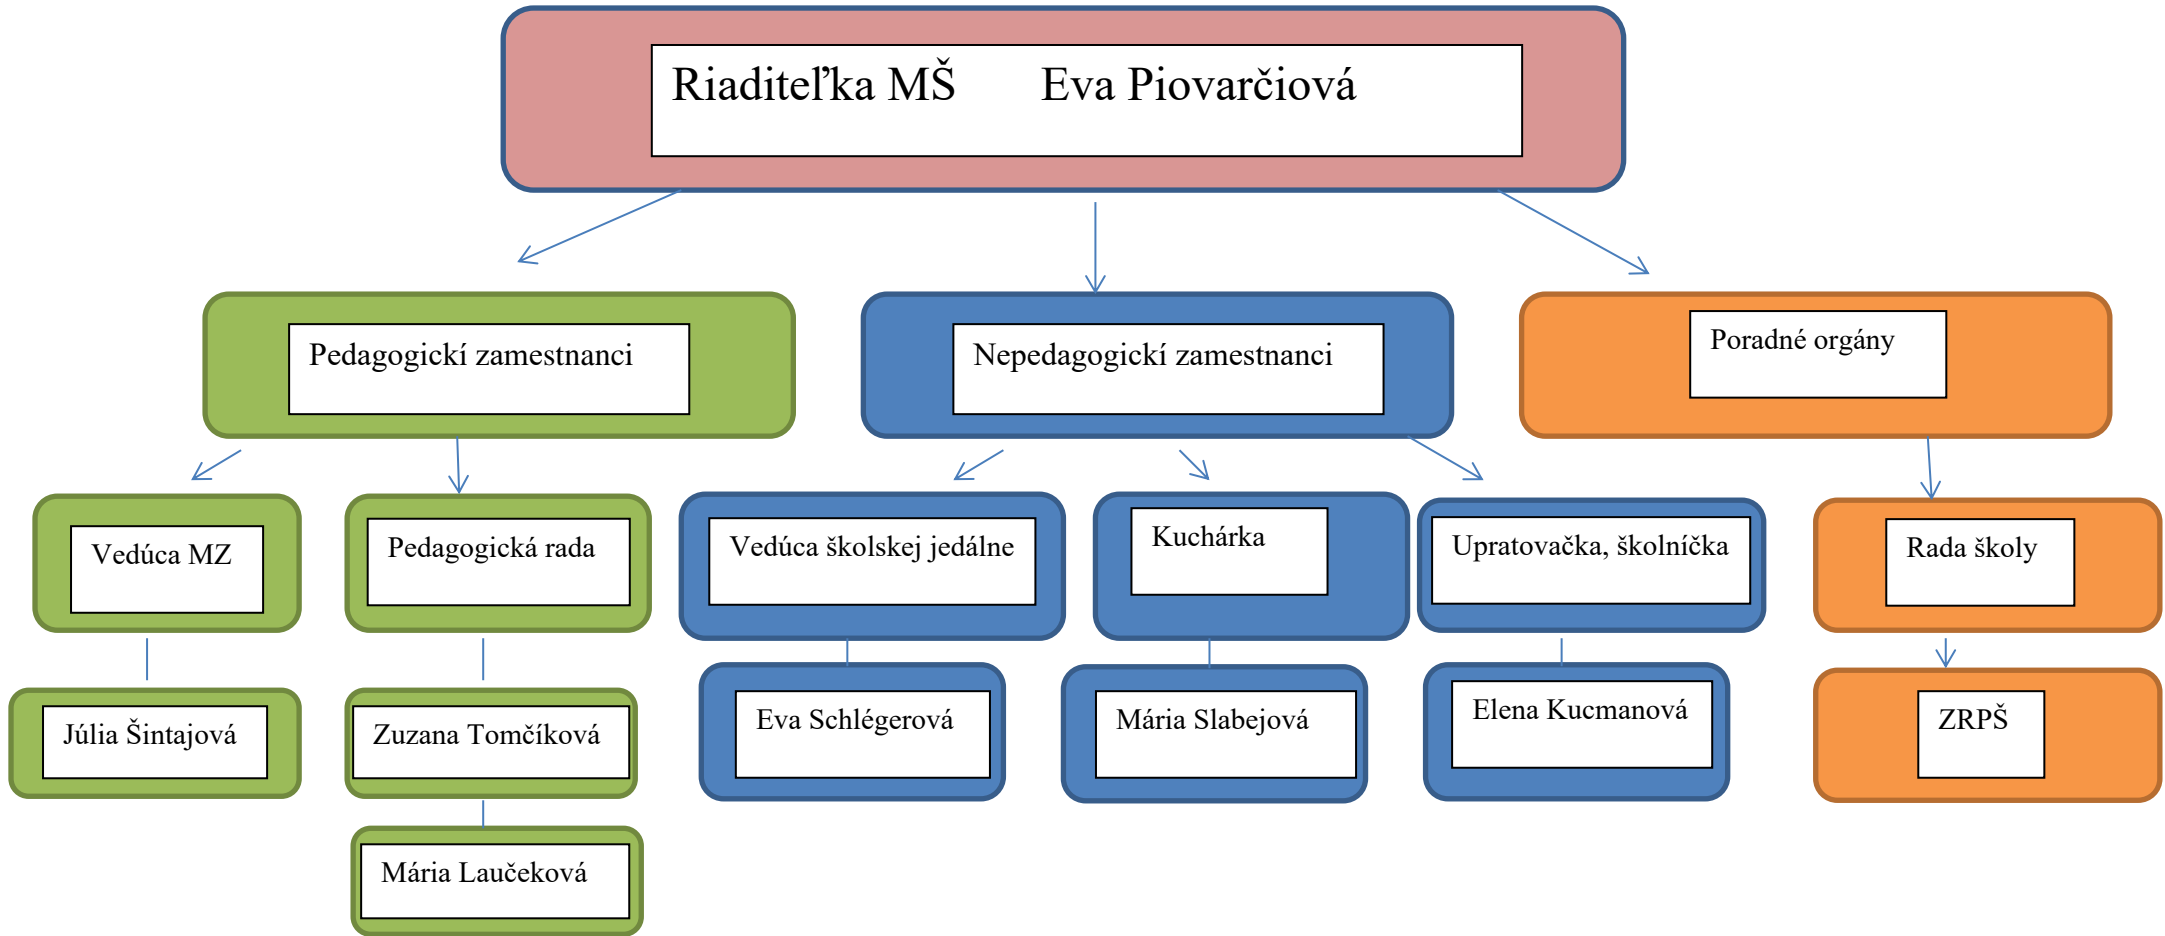 Riaditeľka MŠ Eva Piovarčiová
Pedagogickí zamestnanci
Nepedagogickí zamestnanci
Poradné orgány
Vedúca MZ
Pedagogická rada
Vedúca školskej jedálne
Kuchárka
Upratovačka, školníčka
Rada školy
Júlia Šintajová
Zuzana Tomčíková
Eva Schlégerová
Mária Slabejová
Elena Kucmanová
ZRPŠ
Mária Laučeková